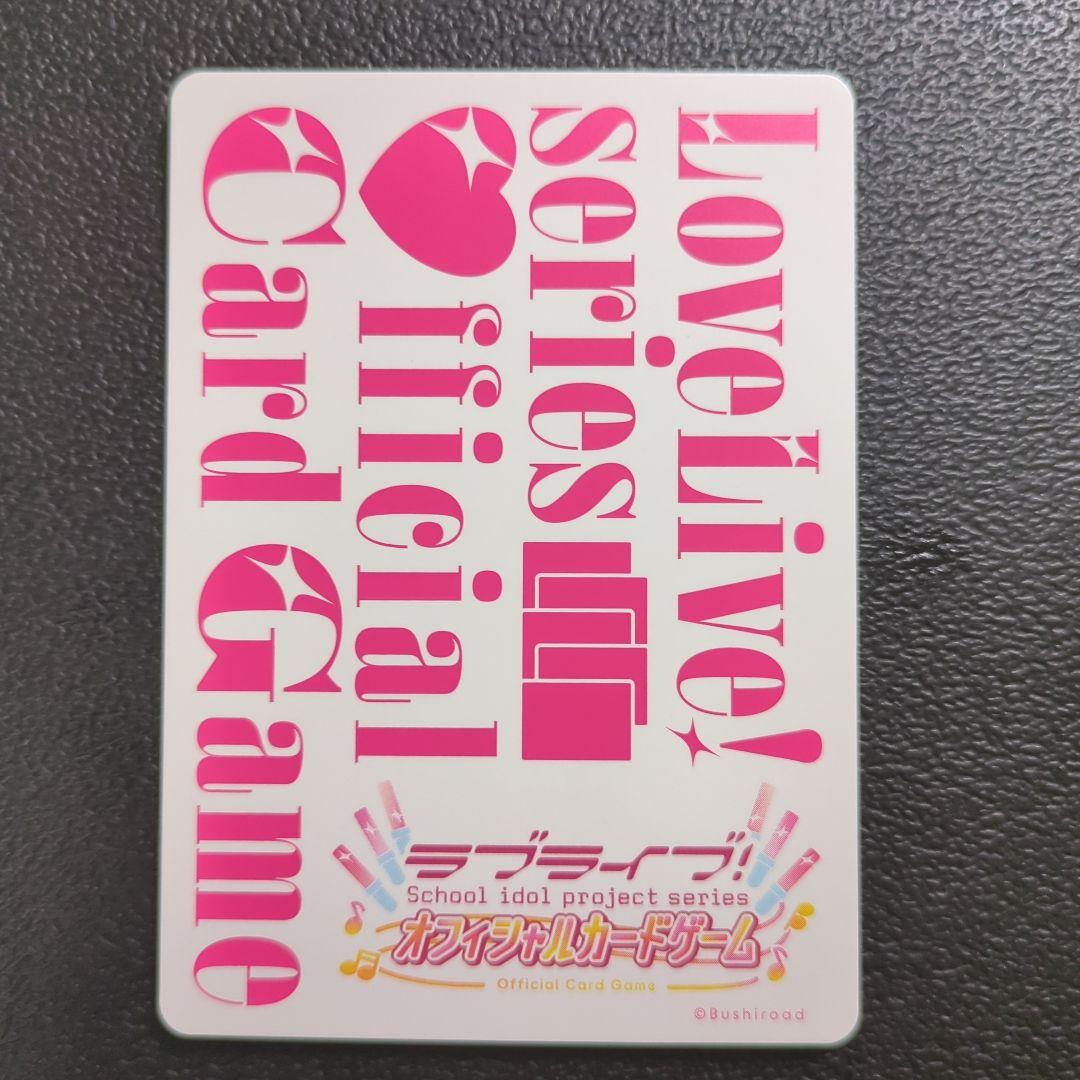 LoveLive!
series
♥fficial
Card Game
ラブライブ!
School idol project series
オフィシャルカードゲーム
Official Card Game
©Bushiroad